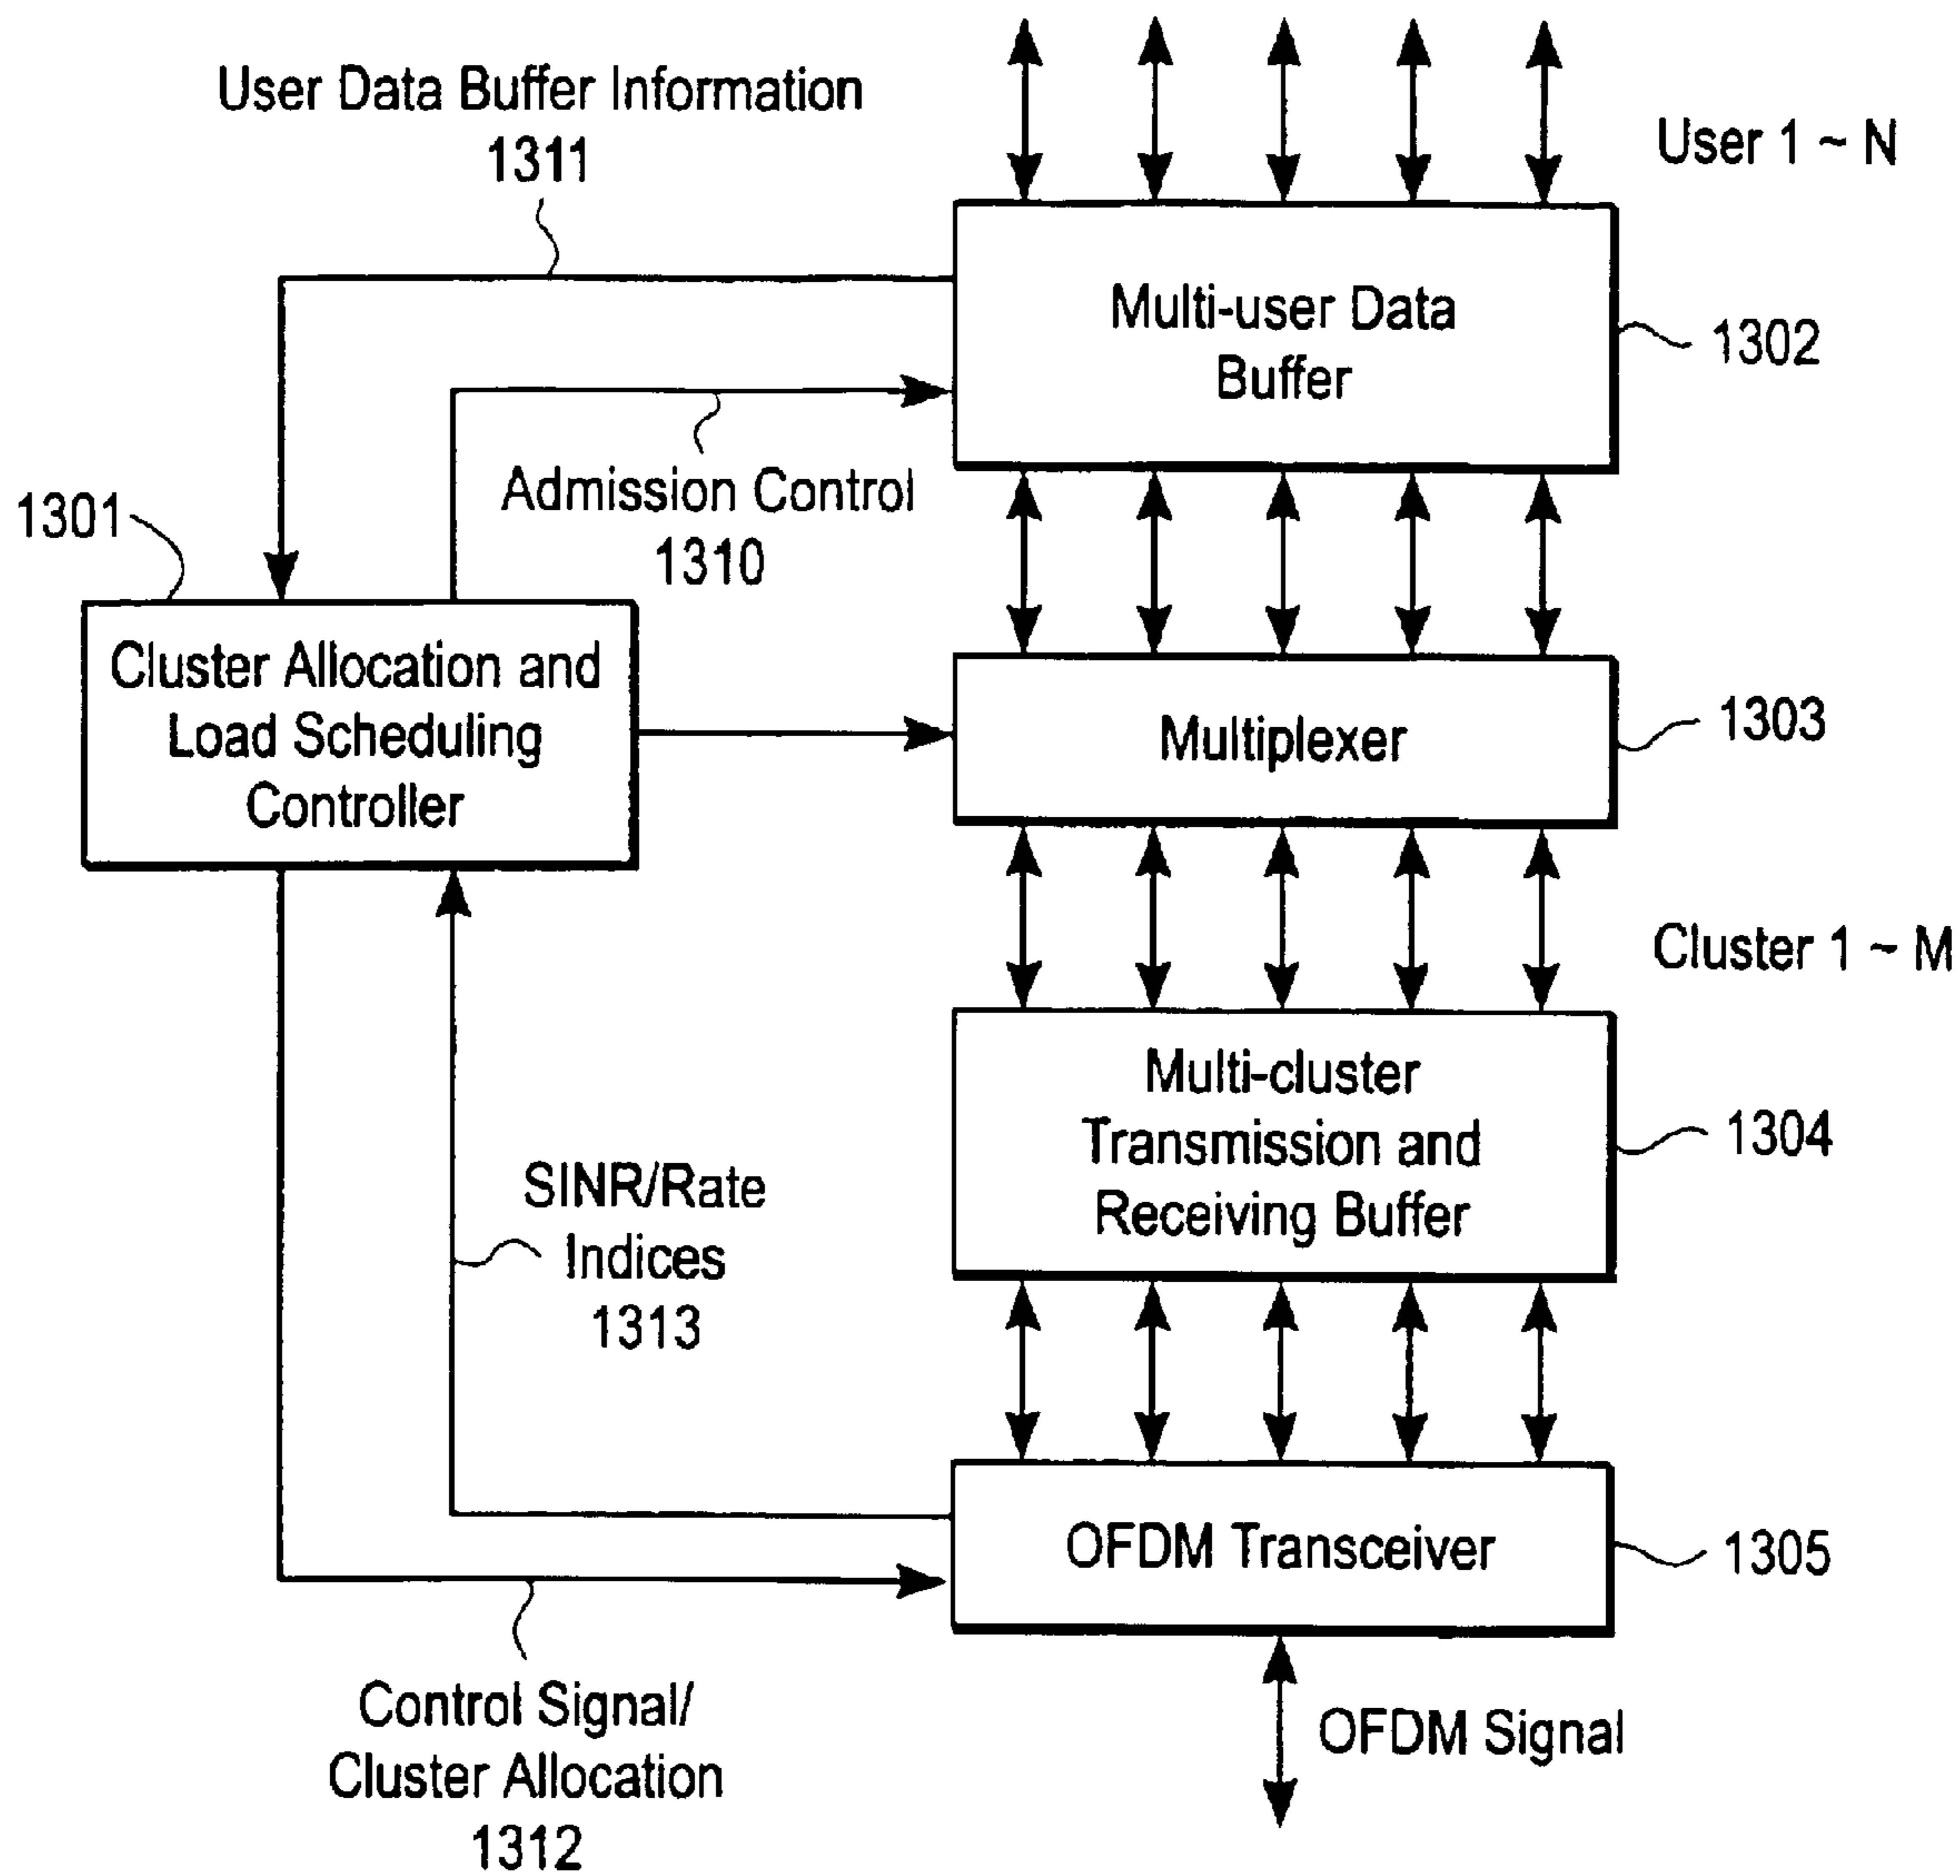 User Data Buffer Information
1311
User 1 ~ N
Multi-user Data
Buffer
1302
Admission Control
1310
1301
Cluster Allocation and
Load Scheduling
Controller
Multiplexer
1303
Cluster 1 ~ M
Multi-cluster
Transmission and
Receiving Buffer
1304
SINR/Rate
Indices
1313
OFDM Transceiver
1305
Control Signal/
Cluster Allocation
1312
OFDM Signal